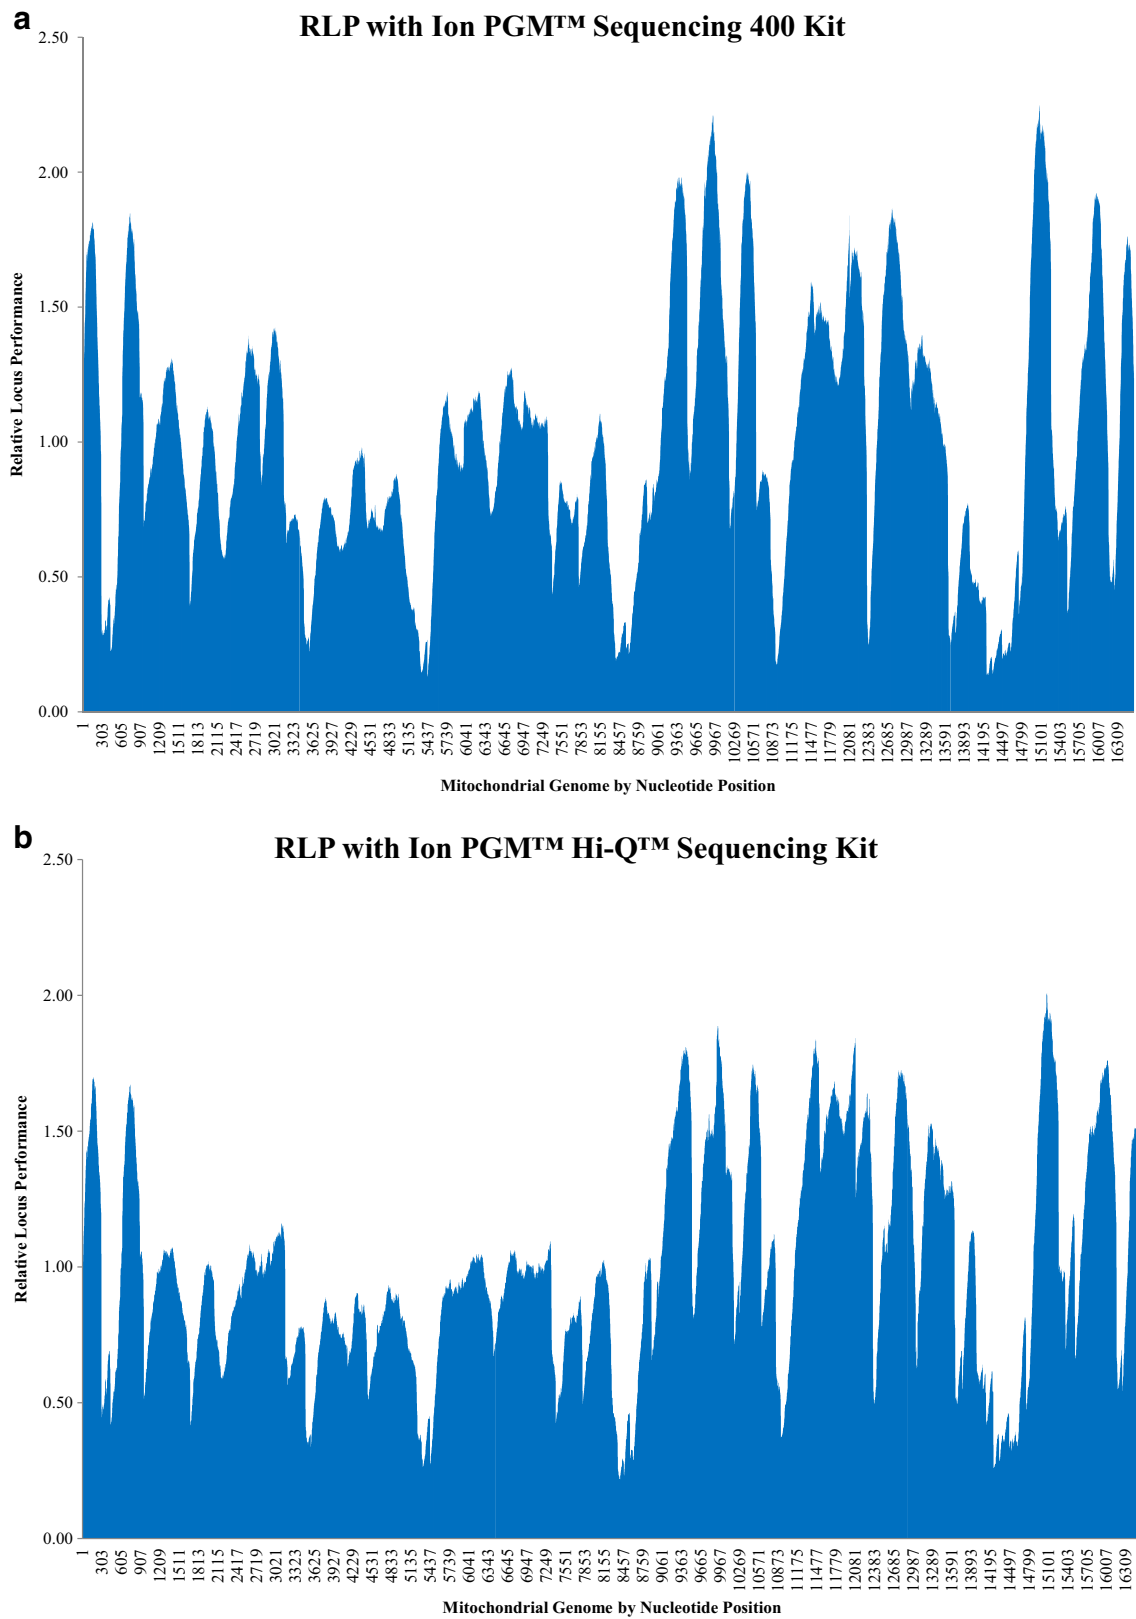 a
RLP with Ion PGM™ Sequencing 400 Kit
2.50
2.00
1.50
1.00
0.50
0.00
Relative Locus Performance
1 303 605 907 1209 1511 1813 2115 2417 2719 3021 3323 3625 3927 4229 4531 4833 5135 5437 5739 6041 6343 6645 6947 7249 7551 7853 8155 8457 8759 9061 9363 9665 9967 10269 10571 10873 11175 11477 11779 12081 12383 12685 12987 13289 13591 13893 14195 14497 14799 15101 15403 15705 16007 16309
Mitochondrial Genome by Nucleotide Position
b
RLP with Ion PGM™ Hi-Q™ Sequencing Kit
2.50
2.00
1.50
1.00
0.50
0.00
Relative Locus Performance
1 303 605 907 1209 1511 1813 2115 2417 2719 3021 3323 3625 3927 4229 4531 4833 5135 5437 5739 6041 6343 6645 6947 7249 7551 7853 8155 8457 8759 9061 9363 9665 9967 10269 10571 10873 11175 11477 11779 12081 12383 12685 12987 13289 13591 13893 14195 14497 14799 15101 15403 15705 16007 16309
Mitochondrial Genome by Nucleotide Position